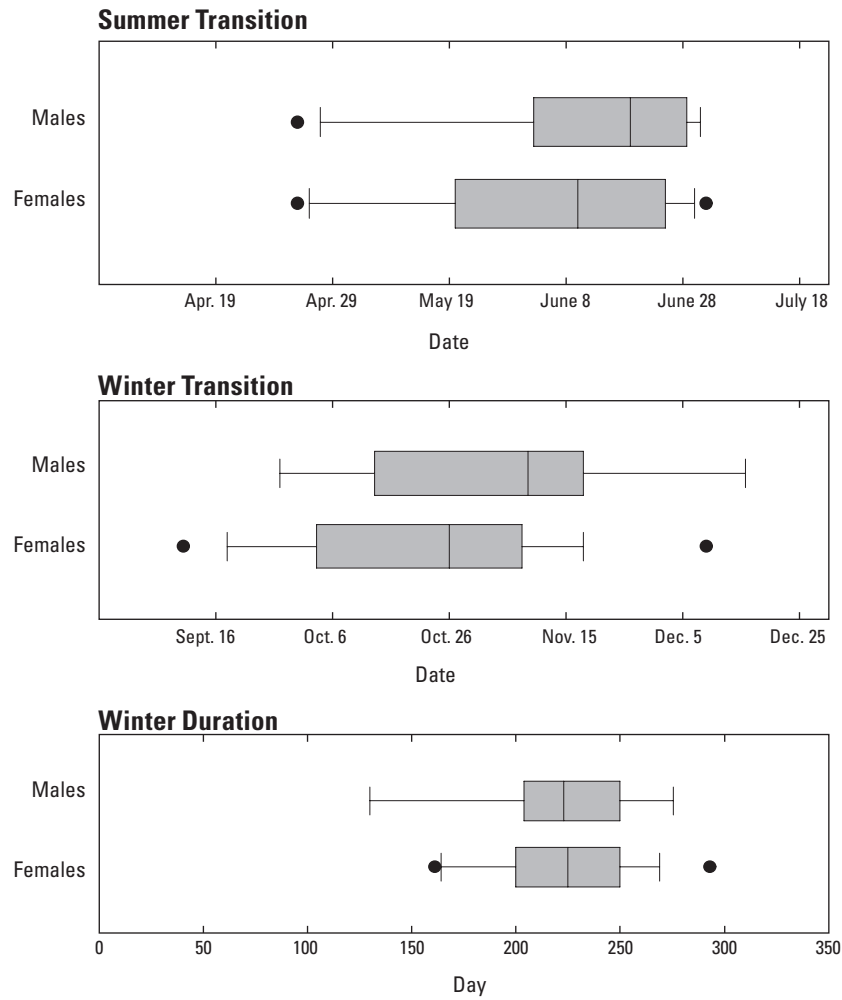 Summer Transition
Males
Females
Apr. 19 Apr. 29 May 19 June 8 June 28 July 18
Date
Winter Transition
Males
Females
Sept. 16 Oct. 6 Oct. 26 Nov. 15 Dec. 5 Dec. 25
Date
Winter Duration
Males
Females
0 50 100 150 200 250 300 350
Day